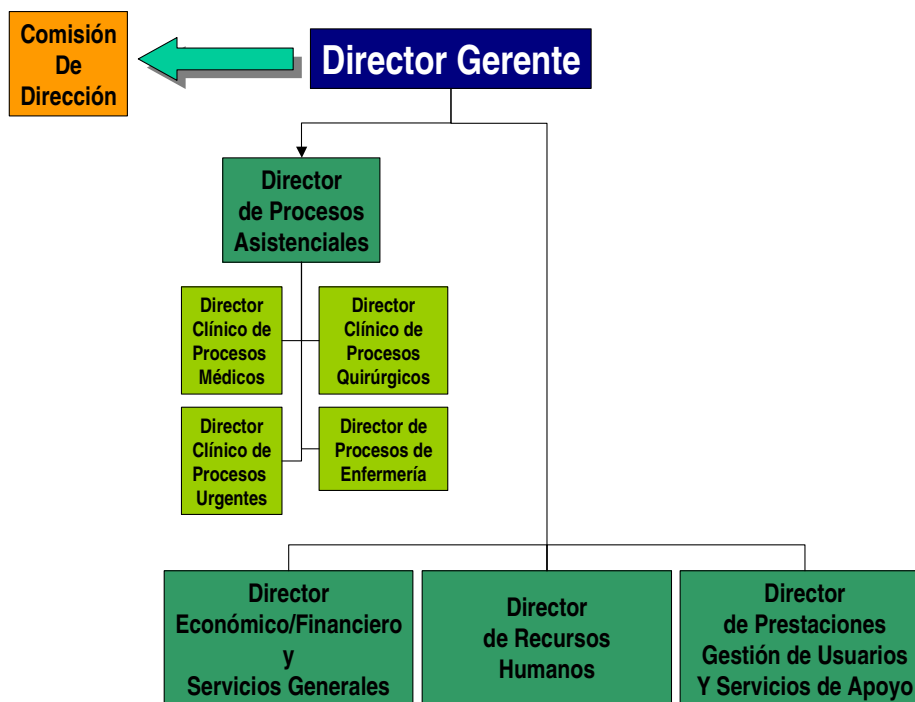 Comisión
De
Dirección
Director Gerente
Director
de Procesos
Asistenciales
Director
Clínico de
Procesos
Médicos
Director
Clínico de
Procesos
Quirúrgicos
Director
Clínico de
Procesos
Urgentes
Director de
Procesos de
Enfermería
Director
Económico/Financiero
y
Servicios Generales
Director
de Recursos
Humanos
Director
de Prestaciones
Gestión de Usuarios
Y Servicios de Apoyo